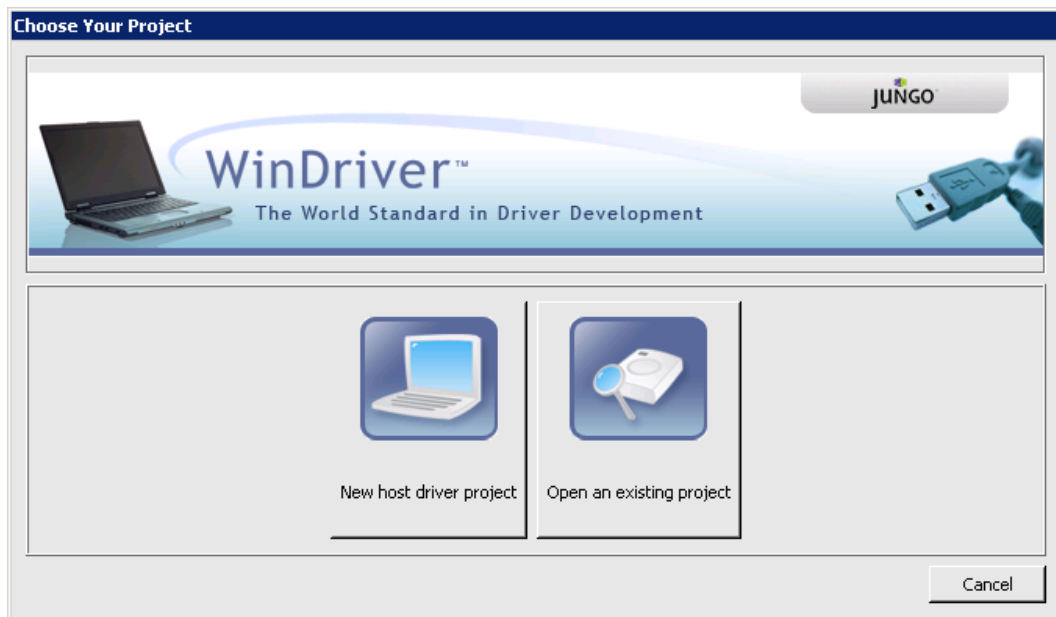 Choose Your Project
JUNGO
WinDriver™
The World Standard in Driver Development
New host driver project
Open an existing project
Cancel